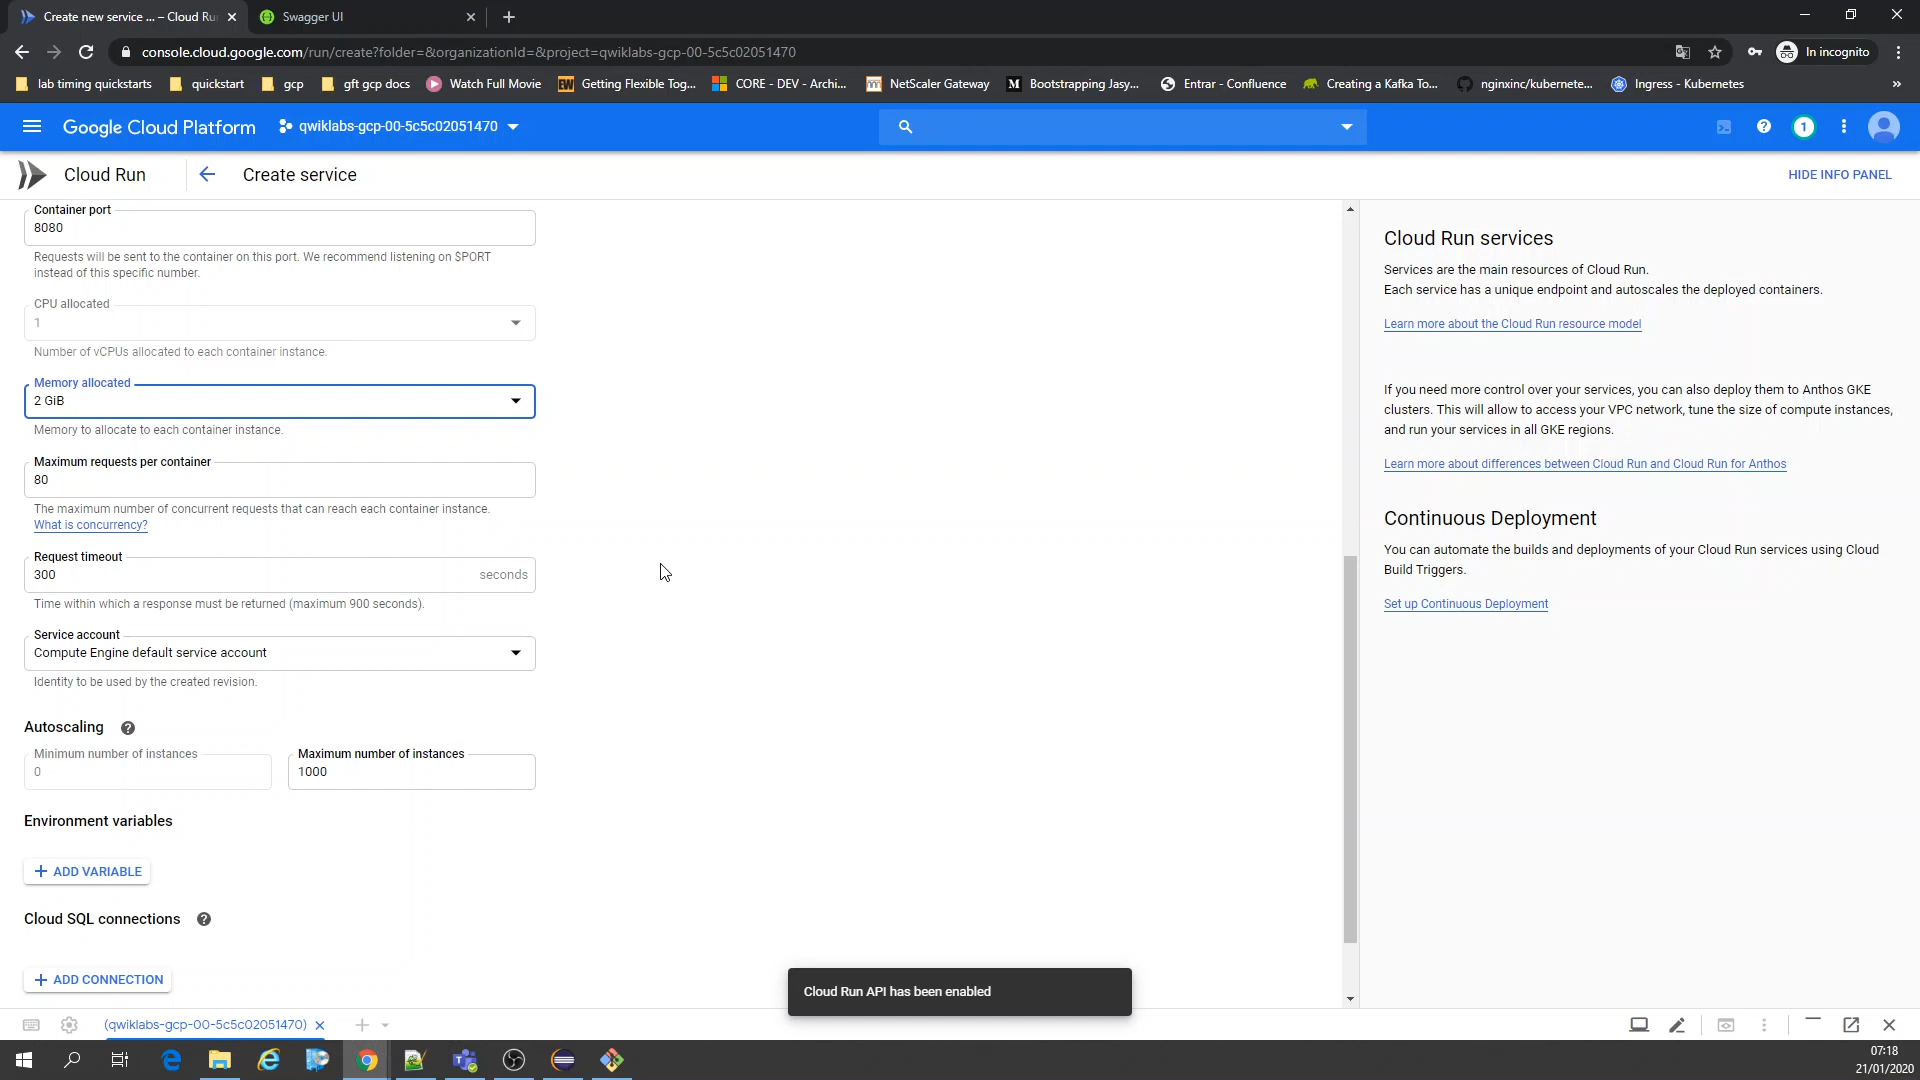 Create new service ... – Cloud Ru
Swagger UI
console.cloud.google.com/run/create?folder=&organizationId=&project=qwiklabs-gcp-00-5c5c02051470
In incognito
lab timing quickstarts
quickstart
gcp
gft gcp docs
Watch Full Movie
Getting Flexible Tog...
CORE - DEV - Archi...
NetScaler Gateway
Bootstrapping Jasy...
Entrar - Confluence
Creating a Kafka To...
nginxinc/kubernete...
Ingress - Kubernetes
»
Google Cloud Platform
qwiklabs-gcp-00-5c5c02051470
1
Cloud Run
Create service
HIDE INFO PANEL
Container port
8080
Requests will be sent to the container on this port. We recommend listening on $PORT
instead of this specific number.
CPU allocated
1
Number of vCPUs allocated to each container instance.
Memory allocated
2 GiB
Memory to allocate to each container instance.
Maximum requests per container
80
The maximum number of concurrent requests that can reach each container instance.
What is concurrency?
Request timeout
300
seconds
Time within which a response must be returned (maximum 900 seconds).
Service account
Compute Engine default service account
Identity to be used by the created revision.
Autoscaling
Minimum number of instances
0
Maximum number of instances
1000
Environment variables
ADD VARIABLE
Cloud SQL connections
ADD CONNECTION
Cloud Run services
Services are the main resources of Cloud Run.
Each service has a unique endpoint and autoscales the deployed containers.
Learn more about the Cloud Run resource model
If you need more control over your services, you can also deploy them to Anthos GKE
clusters. This will allow to access your VPC network, tune the size of compute instances,
and run your services in all GKE regions.
Learn more about differences between Cloud Run and Cloud Run for Anthos
Continuous Deployment
You can automate the builds and deployments of your Cloud Run services using Cloud
Build Triggers.
Set up Continuous Deployment
Cloud Run API has been enabled
(qwiklabs-gcp-00-5c5c02051470)
07:18
21/01/2020